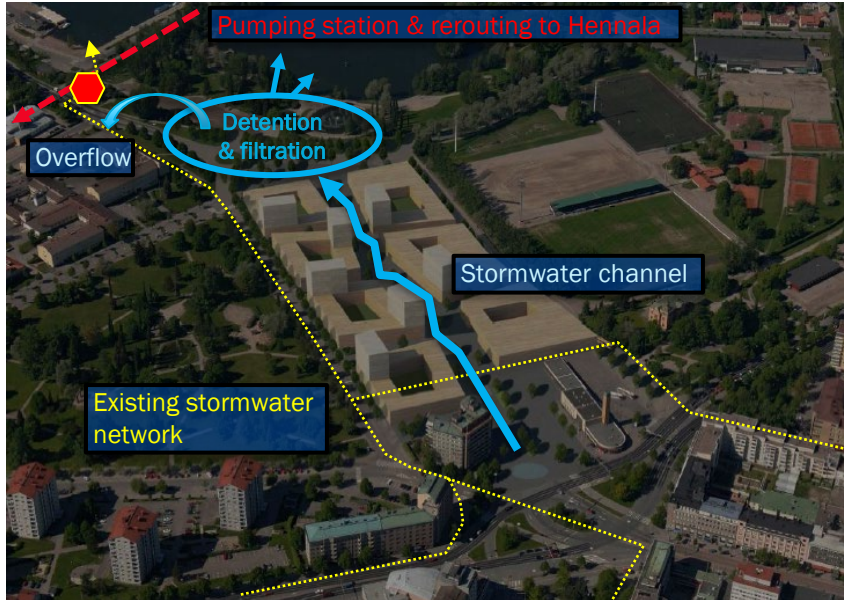 Pumping station & rerouting to Hennala
Detention
& filtration
Overflow
Stormwater channel
Existing stormwater
network